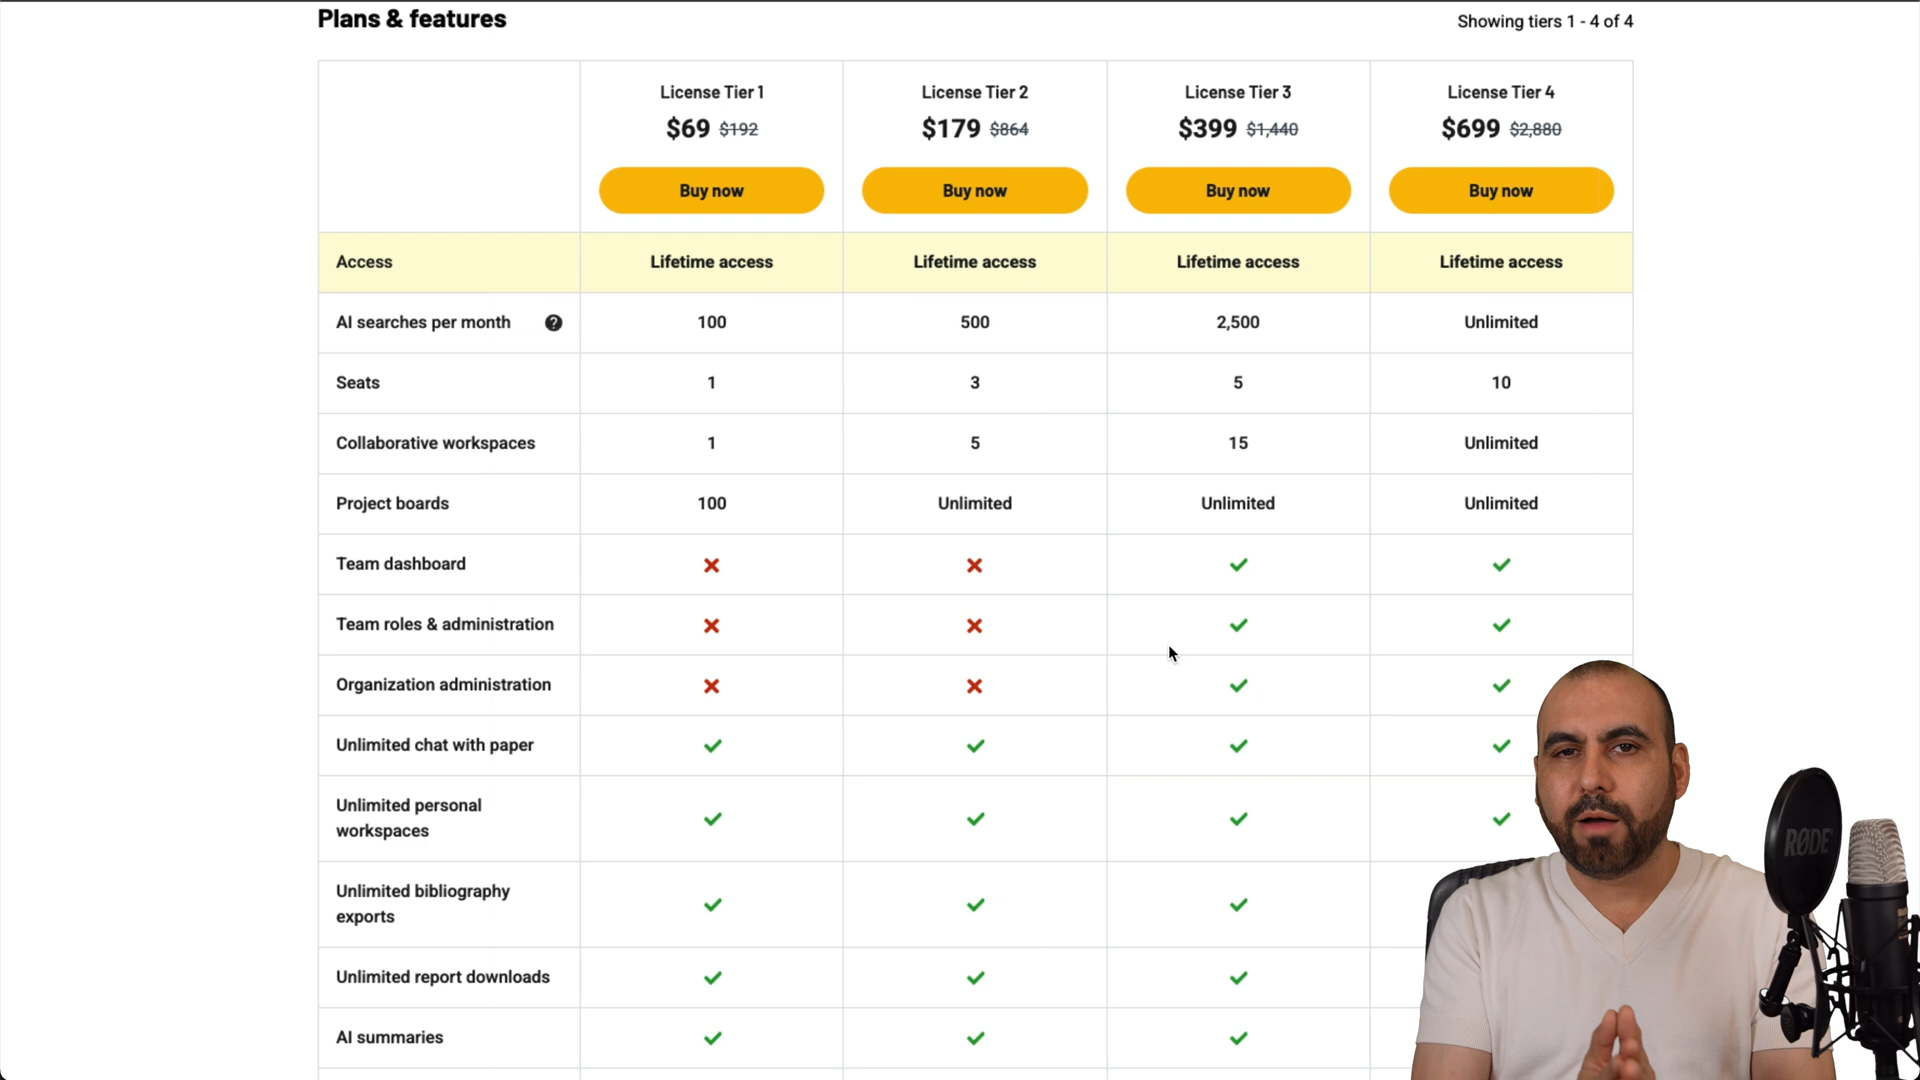 Plans & features
Showing tiers 1 - 4 of 4
License Tier 1
License Tier 2
License Tier 3
License Tier 4
$69 $192
$179 $864
$399 $1,440
$699 $2,880
Buy now
Buy now
Buy now
Buy now
Access
Lifetime access
Lifetime access
Lifetime access
Lifetime access
AI searches per month ?
100
500
2,500
Unlimited
Seats
1
3
5
10
Collaborative workspaces
1
5
15
Unlimited
Project boards
100
Unlimited
Unlimited
Unlimited
Team dashboard
Team roles & administration
Organization administration
Unlimited chat with paper
Unlimited personal
workspaces
Unlimited bibliography
exports
Unlimited report downloads
AI summaries
RØDE